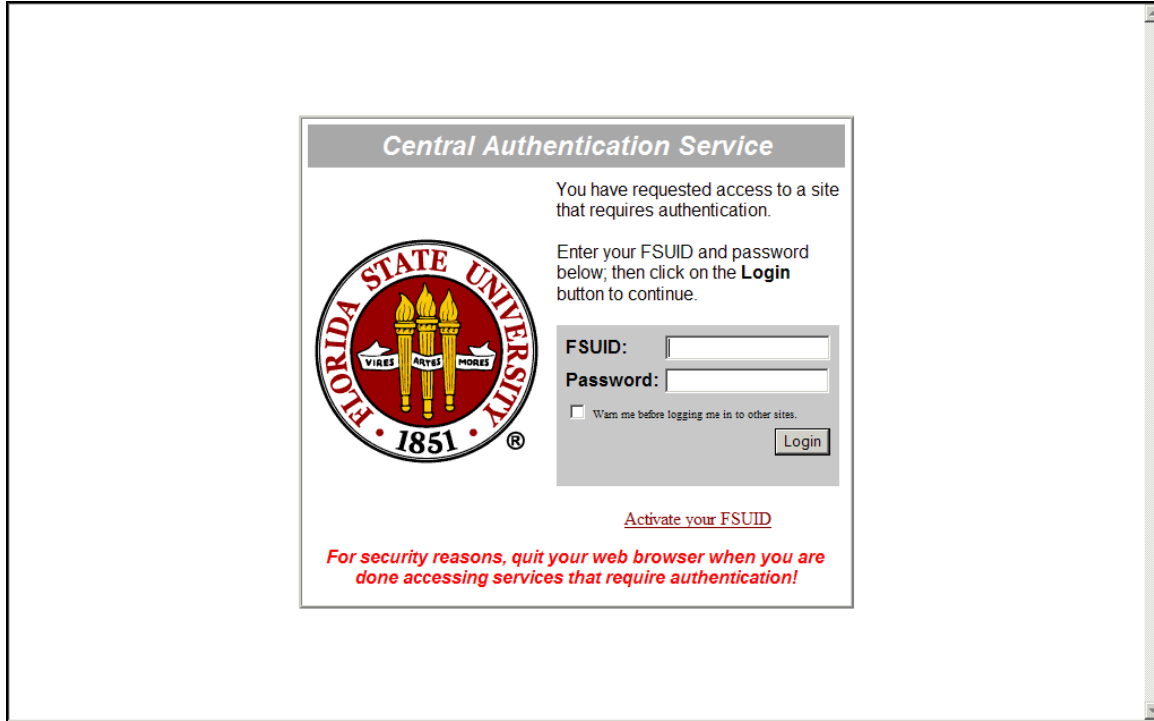 Central Authentication Service
You have requested access to a site
that requires authentication.
Enter your FSUID and password
below; then click on the Login
button to continue.
FLORIDA STATE UNIVERSITY
VIRES ARTES MORES
· 1851 ·
®
FSUID:
Password:
Warn me before logging me in to other sites.
Login
Activate your FSUID
For security reasons, quit your web browser when you are
done accessing services that require authentication!